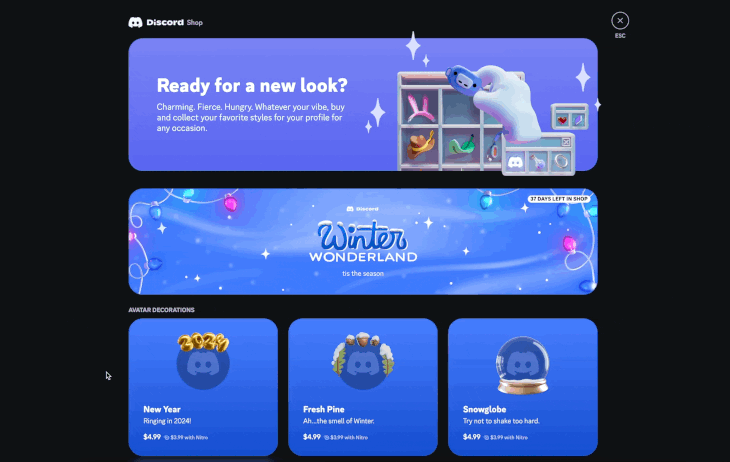 Discord Shop
ESC
Ready for a new look?
Charming. Fierce. Hungry. Whatever your vibe, buy
and collect your favorite styles for your profile for
any occasion.
37 DAYS LEFT IN SHOP
Discord
Winter
WONDERLAND
tis the season
AVATAR DECORATIONS
2024
New Year
Ringing in 2024!
$4.99 $3.99 with Nitro
Fresh Pine
Ah...the smell of Winter.
$4.99 $3.99 with Nitro
Snowglobe
Try not to shake too hard.
$4.99 $3.99 with Nitro